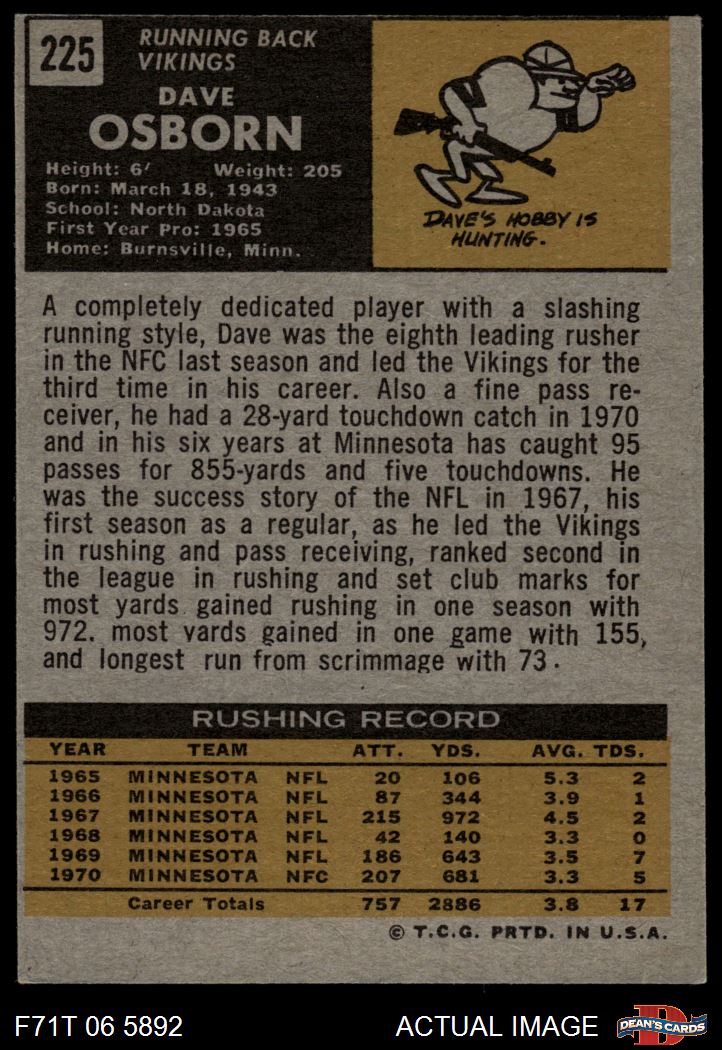 225
RUNNING BACK
VIKINGS
DAVE
OSBORN
Height: 6' Weight: 205
Born: March 18, 1943
School: North Dakota
First Year Pro: 1965
Home: Burnsville, Minn.
DAVE'S HOBBY IS
HUNTING.
A completely dedicated player with a slashing
running style, Dave was the eighth leading rusher
in the NFC last season and led the Vikings for the
third time in his career. Also a fine pass re-
ceiver, he had a 28-yard touchdown catch in 1970
and in his six years at Minnesota has caught 95
passes for 855-yards and five touchdowns. He
was the success story of the NFL in 1967, his
first season as a regular, as he led the Vikings
in rushing and pass receiving, ranked second in
the league in rushing and set club marks for
most yards gained rushing in one season with
972. most yards gained in one game with 155,
and longest run from scrimmage with 73.
RUSHING RECORD
YEAR TEAM ATT. YDS. AVG. TDS.
1965 MINNESOTA NFL 20 106 5.3 2
1966 MINNESOTA NFL 87 344 3.9 1
1967 MINNESOTA NFL 215 972 4.5 2
1968 MINNESOTA NFL 42 140 3.3 0
1969 MINNESOTA NFL 186 643 3.5 7
1970 MINNESOTA NFC 207 681 3.3 5
Career Totals 757 2886 3.8 17
© T.C.G. PRTD. IN U.S.A.
F71T 06 5892
ACTUAL IMAGE
D
DEAN'S CARDS